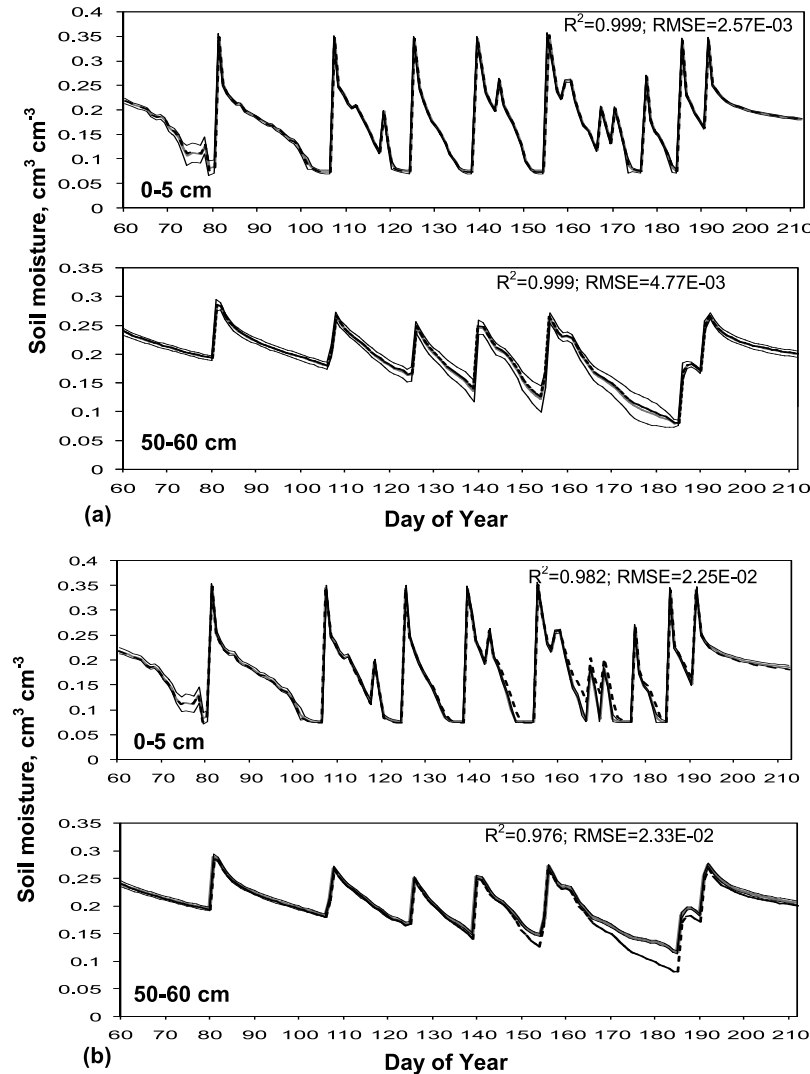 0.4
0.35
0.3
0.25
0.2
0.15
0.1
0.05
0
R²=0.999; RMSE=2.57E-03
0-5 cm
60 70 80 90 100 110 120 130 140 150 160 170 180 190 200 210
Soil moisture, cm³ cm⁻³
0.35
0.3
0.25
0.2
0.15
0.1
0.05
0
R²=0.999; RMSE=4.77E-03
50-60 cm
60 70 80 90 100 110 120 130 140 150 160 170 180 190 200 210
(a)
Day of Year
0.4
0.35
0.3
0.25
0.2
0.15
0.1
0.05
0
R²=0.982; RMSE=2.25E-02
0-5 cm
60 70 80 90 100 110 120 130 140 150 160 170 180 190 200 210
Soil moisture, cm³ cm⁻³
0.35
0.3
0.25
0.2
0.15
0.1
0.05
0
R²=0.976; RMSE=2.33E-02
50-60 cm
60 70 80 90 100 110 120 130 140 150 160 170 180 190 200 210
(b)
Day of Year